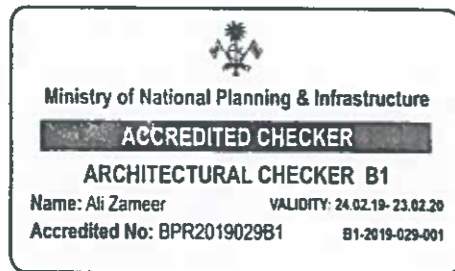 Ministry of National Planning & Infrastructure
ACCREDITED CHECKER
ARCHITECTURAL CHECKER B1
Name: Ali Zameer VALIDITY: 24.02.19- 23.02.20
Accredited No: BPR2019029B1 B1-2019-029-001